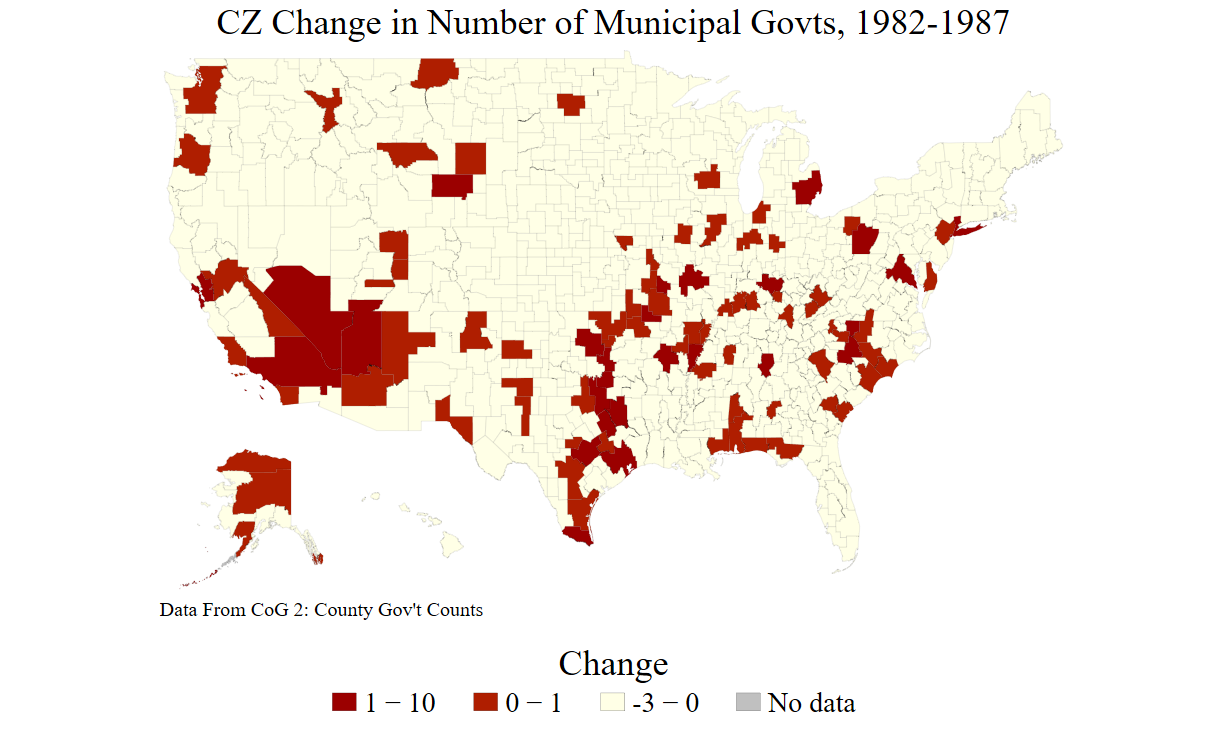 CZ Change in Number of Municipal Govts, 1982-1987
Data From CoG 2: County Gov't Counts
Change
1 − 10
0 − 1
-3 − 0
No data